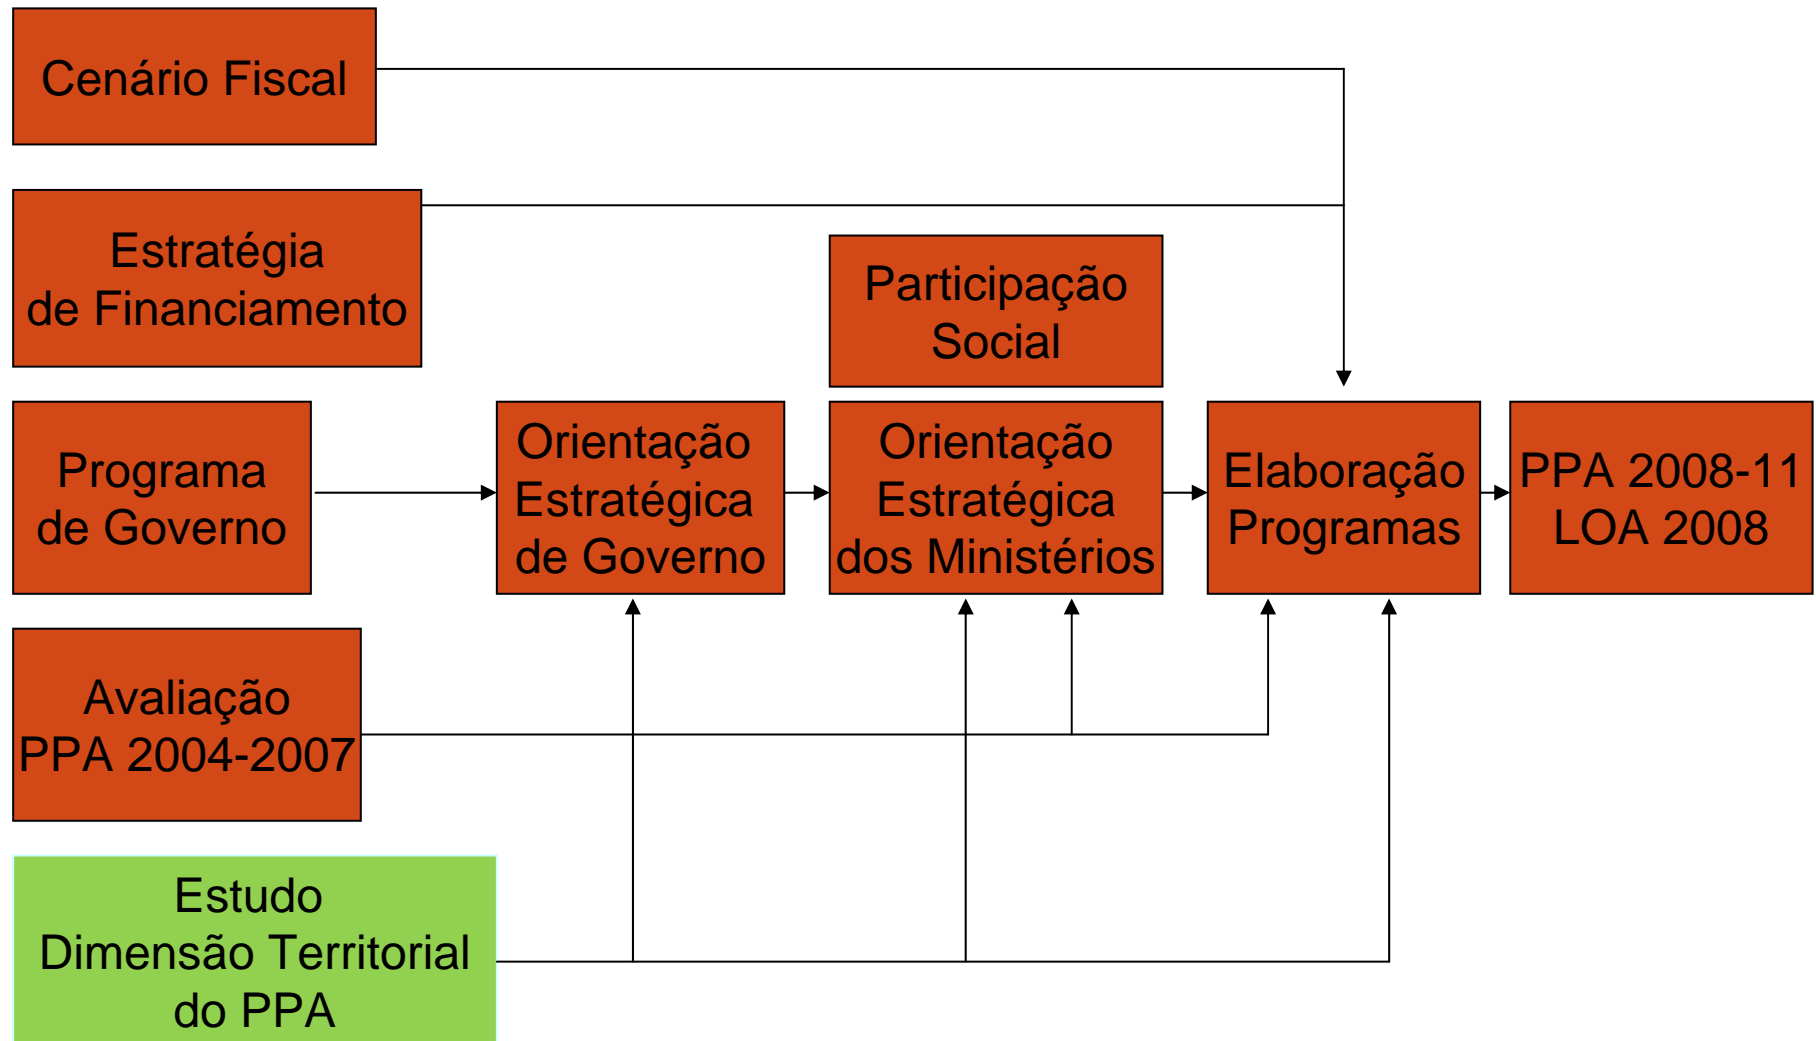 Cenário Fiscal
Estratégia
de Financiamento
Participação
Social
Programa
de Governo
Orientação
Estratégica
de Governo
Orientação
Estratégica
dos Ministérios
Elaboração
Programas
PPA 2008-11
LOA 2008
Avaliação
PPA 2004-2007
Estudo
Dimensão Territorial
do PPA